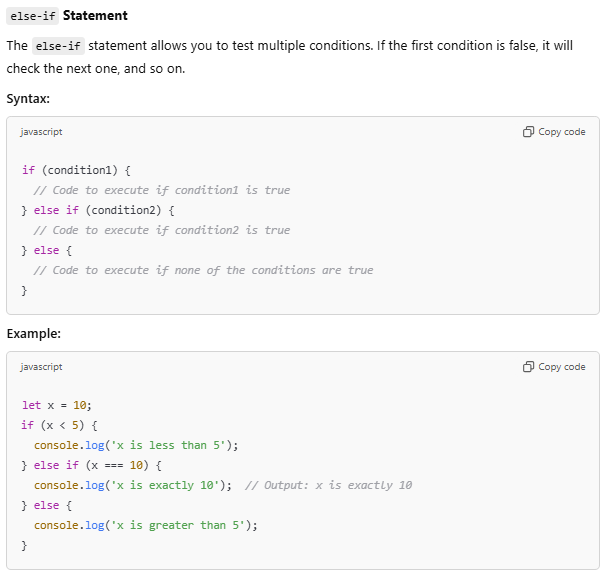 else-if Statement
The else-if statement allows you to test multiple conditions. If the first condition is false, it will
check the next one, and so on.
Syntax:
javascript Copy code
if (condition1) {
  // Code to execute if condition1 is true
} else if (condition2) {
  // Code to execute if condition2 is true
} else {
  // Code to execute if none of the conditions are true
}
Example:
javascript Copy code
let x = 10;
if (x < 5) {
  console.log('x is less than 5');
} else if (x === 10) {
  console.log('x is exactly 10');  // Output: x is exactly 10
} else {
  console.log('x is greater than 5');
}